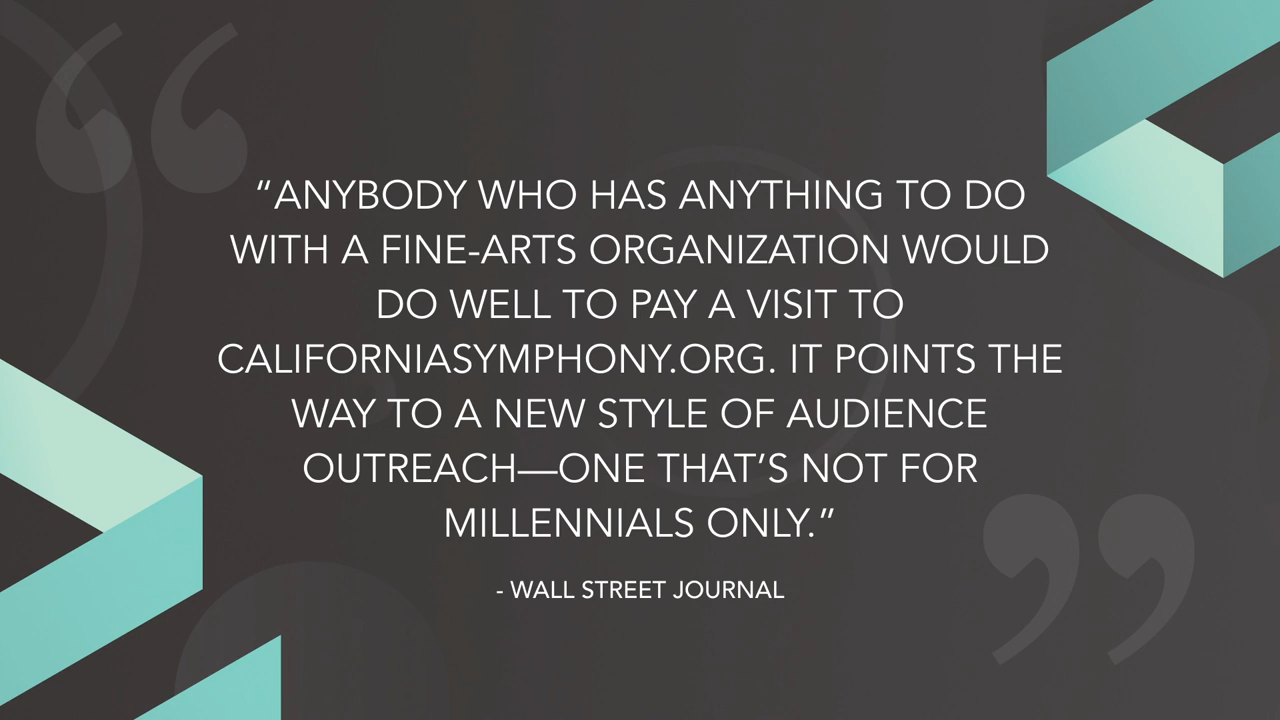 “ANYBODY WHO HAS ANYTHING TO DO
WITH A FINE-ARTS ORGANIZATION WOULD
DO WELL TO PAY A VISIT TO
CALIFORNIASYMPHONY.ORG. IT POINTS THE
WAY TO A NEW STYLE OF AUDIENCE
OUTREACH—ONE THAT’S NOT FOR
MILLENNIALS ONLY.”
- WALL STREET JOURNAL